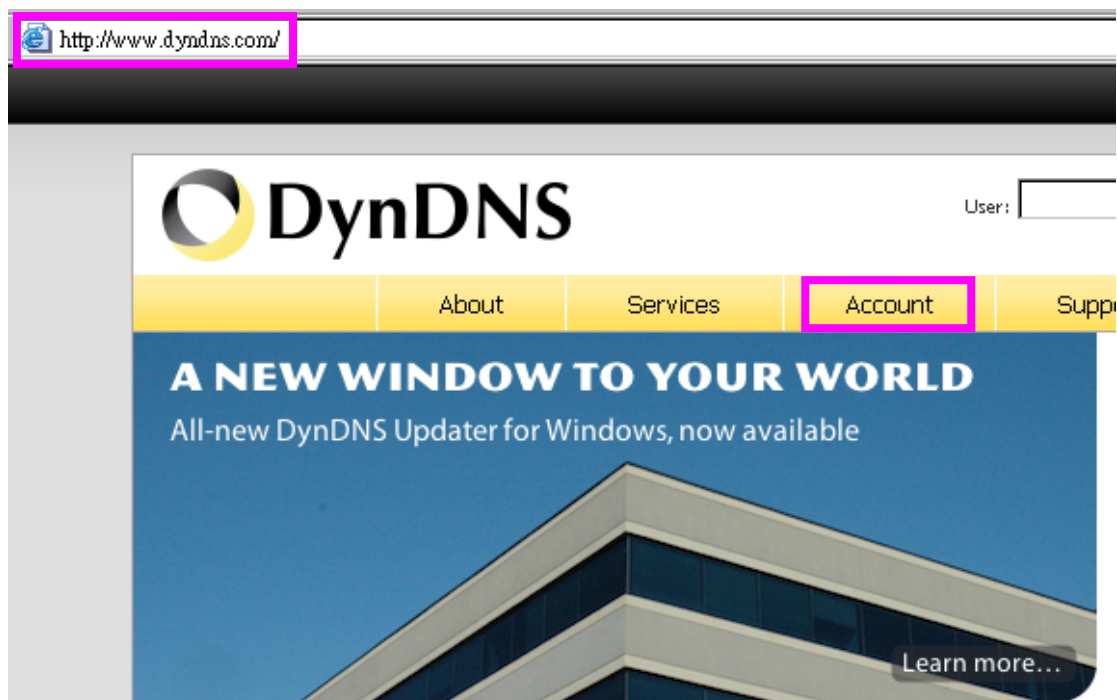 http://www.dyndns.com/
DynDNS
User:
About Services Account Suppo
A NEW WINDOW TO YOUR WORLD
All-new DynDNS Updater for Windows, now available
Learn more...